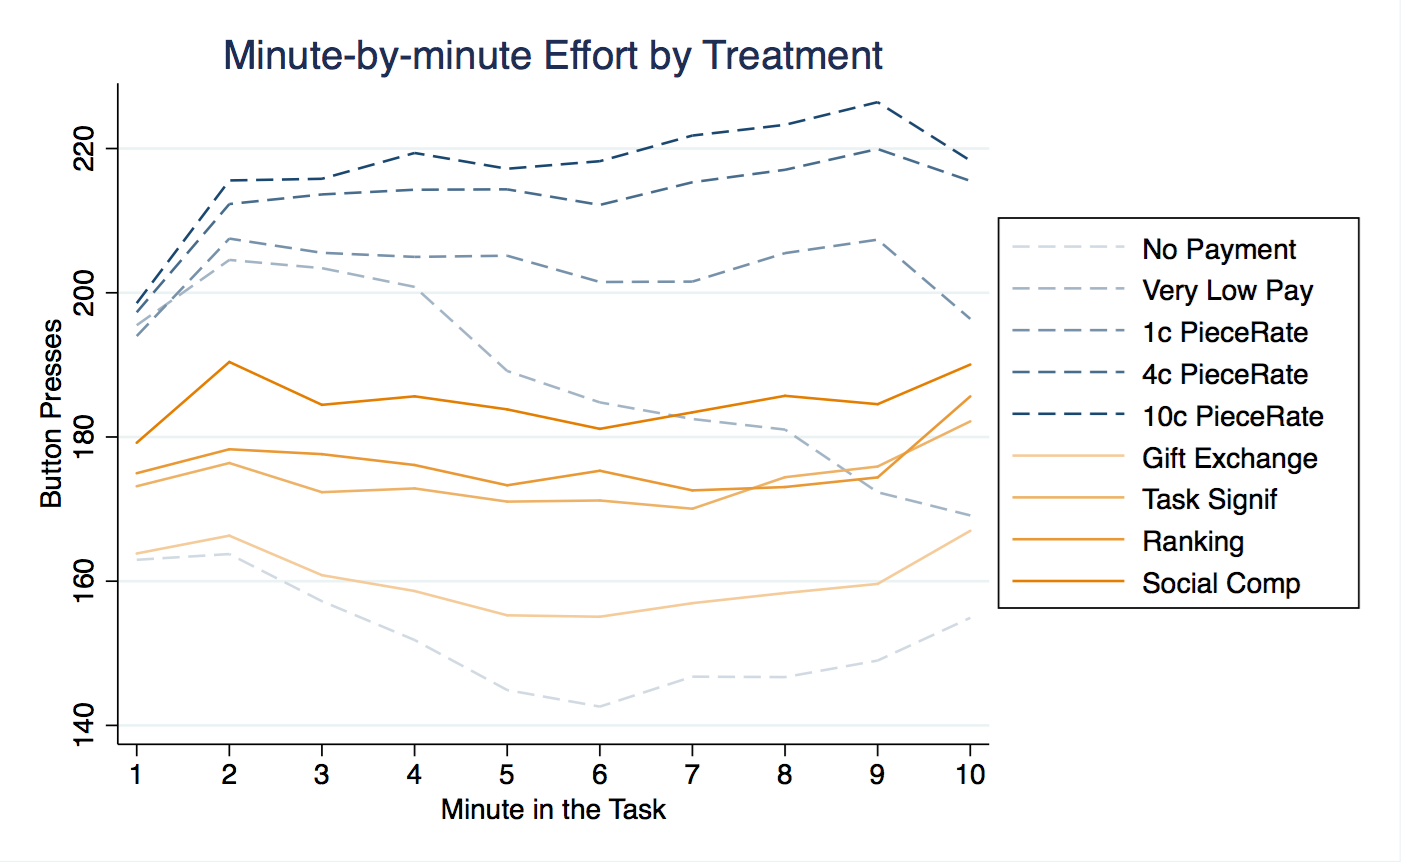 Minute-by-minute Effort by Treatment
Button Presses
220
200
180
160
140
1 2 3 4 5 6 7 8 9 10
Minute in the Task
No Payment
Very Low Pay
1c PieceRate
4c PieceRate
10c PieceRate
Gift Exchange
Task Signif
Ranking
Social Comp